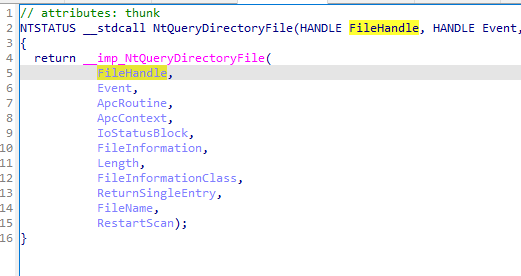 1 // attributes: thunk
2 NTSTATUS __stdcall NtQueryDirectoryFile(HANDLE FileHandle, HANDLE Event,
3 {
4 return __imp_NtQueryDirectoryFile(
5 FileHandle,
6 Event,
7 ApcRoutine,
8 ApcContext,
9 IoStatusBlock,
10 FileInformation,
11 Length,
12 FileInformationClass,
13 ReturnSingleEntry,
14 FileName,
15 RestartScan);
16 }